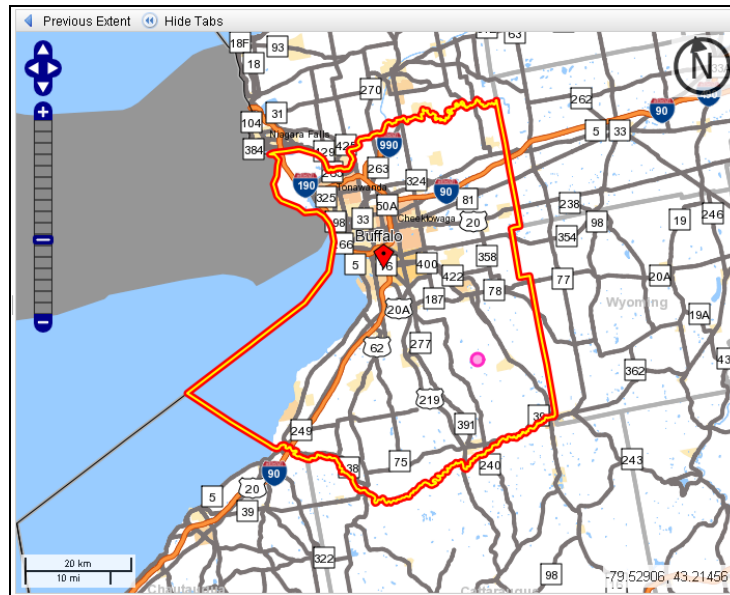 Previous Extent Hide Tabs
18F 93 63
18
270
262
90
104 31
5 33
Niagara Falls
384 429 425 990
263
190 324 90
Tonawanda
325 50A 81
238
98 33 Cheektowaga 20 98 19 246
266 Buffalo 354
5 16 400 358
422 77 20A
187 78 Wyoming
20A 19A
62 277
362
219
391 39
249
75 240 243
90
20
5
39
322
98
20 km
10 mi
-79.52906, 43.21456
N